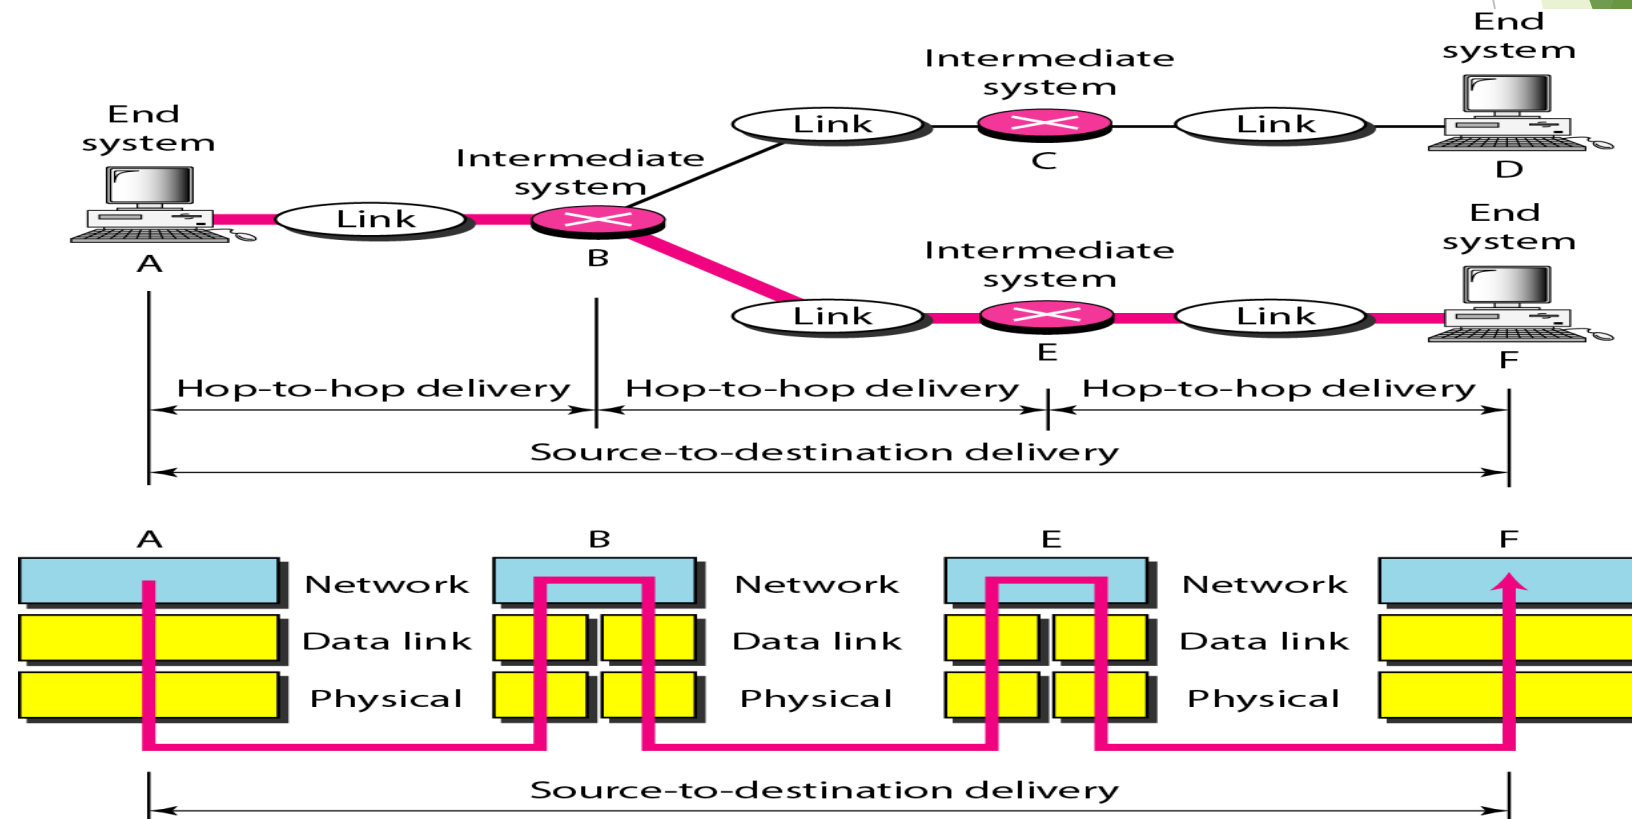 End
system
Intermediate
system
Link
C
Link
D
End
system
Intermediate
system
Link
A
B
End
system
Intermediate
system
Link
E
Link
F
Hop-to-hop delivery
Hop-to-hop delivery
Hop-to-hop delivery
Source-to-destination delivery
A
B
E
F
Network
Network
Network
Data link
Data link
Data link
Physical
Physical
Physical
Source-to-destination delivery